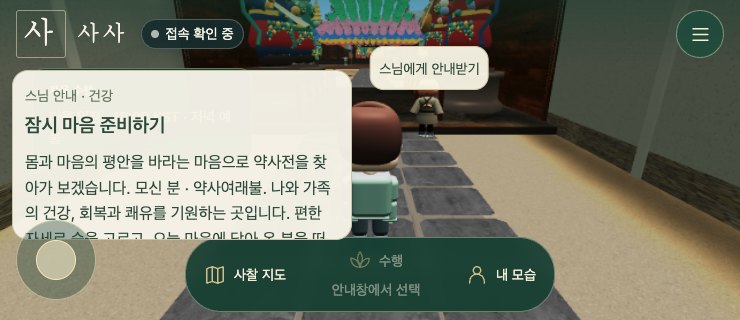 사
사사
접속 확인 중
스님에게 안내받기
스님 안내 · 건강
잠시 마음 준비하기
몸과 마음의 평안을 바라는 마음으로 약사전을 찾
아가 보겠습니다. 모신 분 · 약사여래불. 나와 가족
의 건강, 회복과 쾌유를 기원하는 곳입니다. 편한
사찰 지도
수행
안내창에서 선택
내 모습